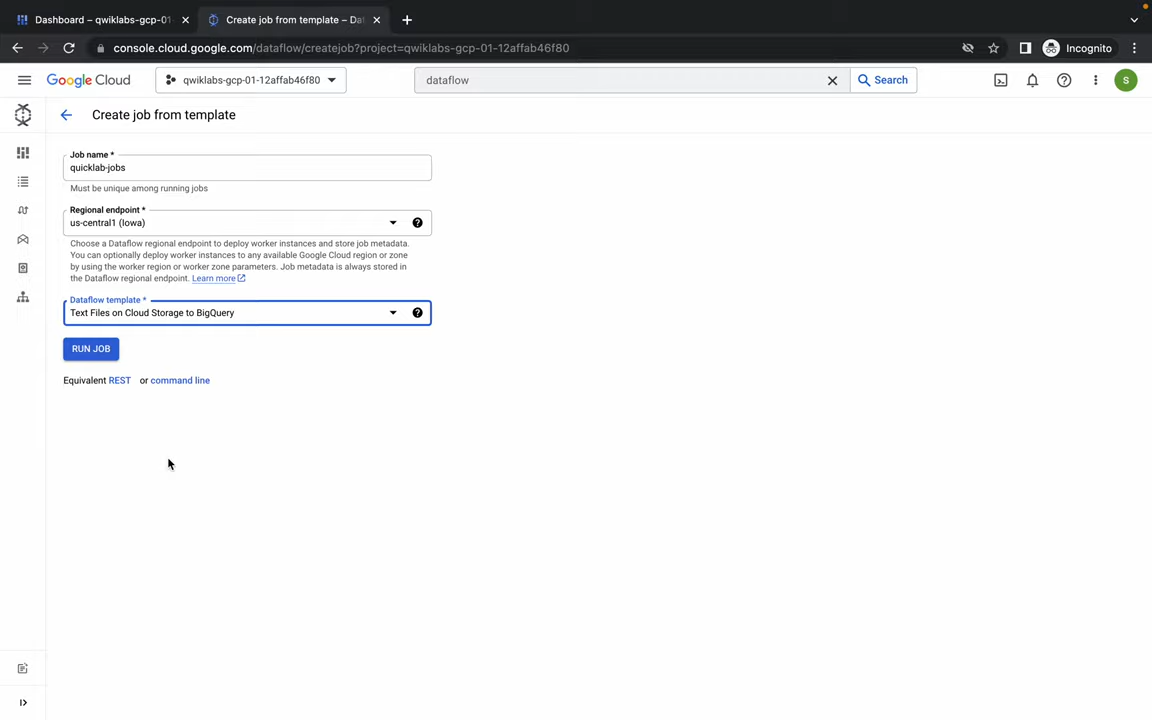 Dashboard – qwiklabs-gcp-01
Create job from template – Da
console.cloud.google.com/dataflow/createjob?project=qwiklabs-gcp-01-12affab46f80
Incognito
Google Cloud
qwiklabs-gcp-01-12affab46f80
dataflow
Search
S
Create job from template
Job name *
quicklab-jobs
Must be unique among running jobs
Regional endpoint *
us-central1 (Iowa)
Choose a Dataflow regional endpoint to deploy worker instances and store job metadata.
You can optionally deploy worker instances to any available Google Cloud region or zone
by using the worker region or worker zone parameters. Job metadata is always stored in
the Dataflow regional endpoint. Learn more
Dataflow template *
Text Files on Cloud Storage to BigQuery
RUN JOB
Equivalent REST or command line